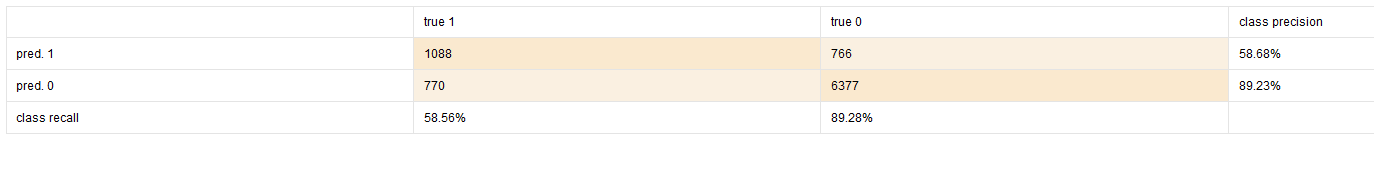 true 1 true 0 class precision
pred. 1 1088 766 58.68%
pred. 0 770 6377 89.23%
class recall 58.56% 89.28%